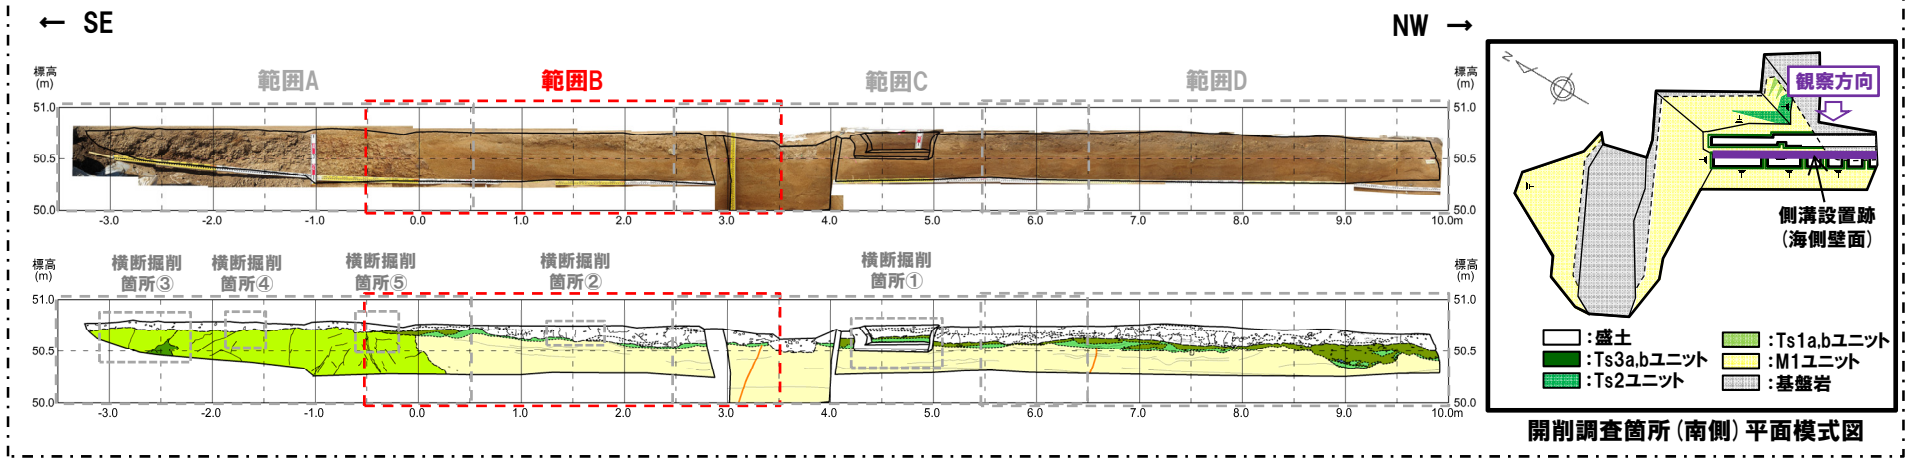 ← SE
NW →
範囲A
範囲B
範囲C
範囲D
標高
(m)
標高
(m)
51.0
50.5
50.0
51.0
50.5
50.0
-3.0 -2.0 -1.0 0.0 1.0 2.0 3.0 4.0 5.0 6.0 7.0 8.0 9.0 10.0m
横断掘削
箇所③
横断掘削
箇所④
横断掘削
箇所⑤
横断掘削
箇所②
横断掘削
箇所①
標高
(m)
標高
(m)
51.0
50.5
50.0
51.0
50.5
50.0
-3.0 -2.0 -1.0 0.0 1.0 2.0 3.0 4.0 5.0 6.0 7.0 8.0 9.0 10.0m
N
観察方向
側溝設置跡
(海側壁面)
:盛土
:Ts3a,bユニット
:Ts2ユニット
:Ts1a,bユニット
:M1ユニット
:基盤岩
開削調査箇所(南側)平面模式図